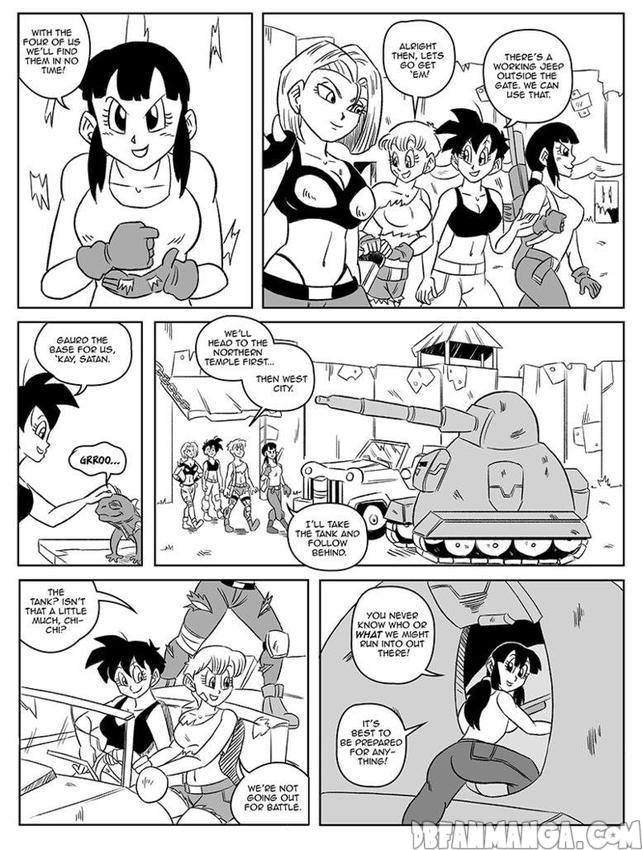 WITH THE
FOUR OF US
WE'LL FIND
THEM IN NO
TIME!
ALRIGHT
THEN, LETS
GO GET
'EM!
THERE'S A
WORKING JEEP
OUTSIDE THE
GATE. WE CAN
USE THAT.
GAURD THE
BASE FOR US,
'KAY, SATAN.
GRROO...
WE'LL
HEAD TO THE
NORTHERN
TEMPLE FIRST...
THEN WEST
CITY.
I'LL TAKE
THE TANK AND
FOLLOW
BEHIND.
THE
TANK? ISN'T
THAT A LITTLE
MUCH, CHI-
CHI?
WE'RE NOT
GOING OUT
FOR BATTLE.
YOU NEVER
KNOW WHO OR
WHAT WE MIGHT
RUN INTO OUT
THERE!
IT'S
BEST TO
BE PREPARED
FOR ANY-
THING!
DBFANMANGA.COM